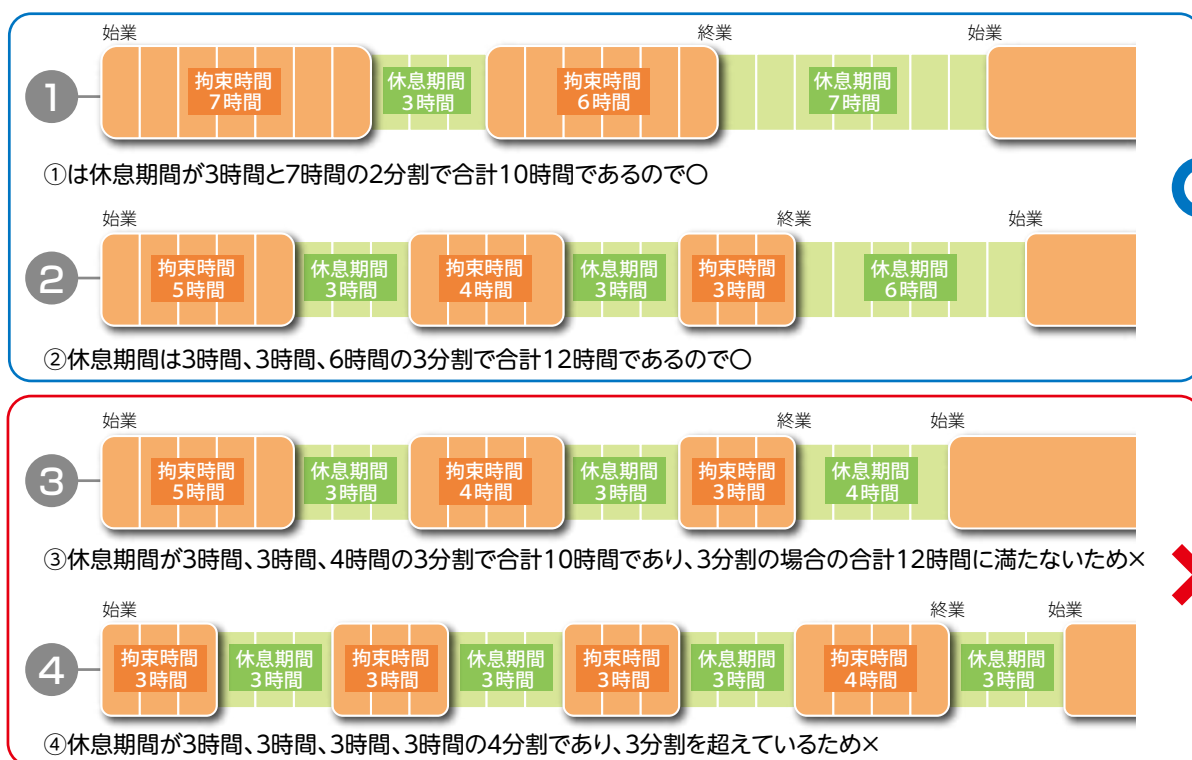 始業 終業 始業
1 拘束時間 休息期間 拘束時間 休息期間
7時間 3時間 6時間 7時間
①は休息期間が3時間と7時間の2分割で合計10時間であるので〇
始業 終業 始業
2 拘束時間 休息期間 拘束時間 休息期間 拘束時間 休息期間
5時間 3時間 4時間 3時間 3時間 6時間
②休息期間は3時間、3時間、6時間の3分割で合計12時間であるので〇
始業 終業 始業
3 拘束時間 休息期間 拘束時間 休息期間 拘束時間 休息期間
5時間 3時間 4時間 3時間 3時間 4時間
③休息期間が3時間、3時間、4時間の3分割で合計10時間であり、3分割の場合の合計12時間に満たないため×
始業 終業 始業
4 拘束時間 休息期間 拘束時間 休息期間 拘束時間 休息期間 拘束時間 休息期間
3時間 3時間 3時間 3時間 3時間 3時間 4時間 3時間
④休息期間が3時間、3時間、3時間、3時間の4分割であり、3分割を超えているため×